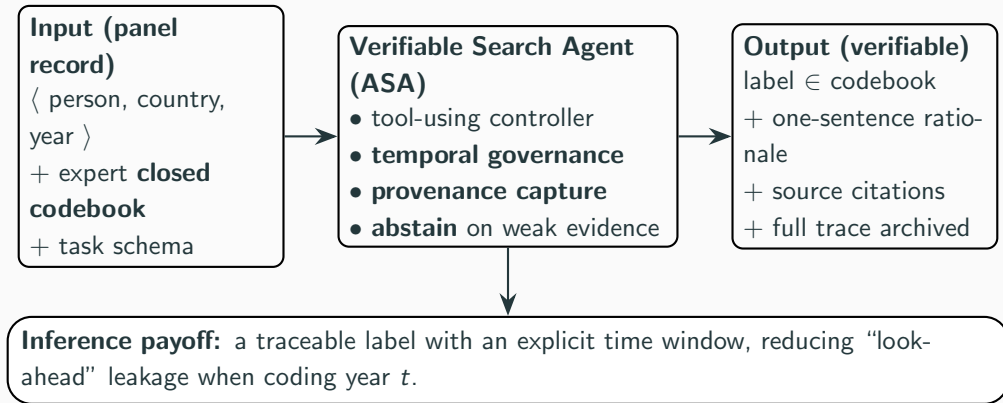 Input (panel
record)
⟨ person, country,
year ⟩
+ expert closed
codebook
+ task schema
Verifiable Search Agent
(ASA)
• tool-using controller
• temporal governance
• provenance capture
• abstain on weak evidence
Output (verifiable)
label ∈ codebook
+ one-sentence ratio-
nale
+ source citations
+ full trace archived
Inference payoff: a traceable label with an explicit time window, reducing “look-
ahead” leakage when coding year t.